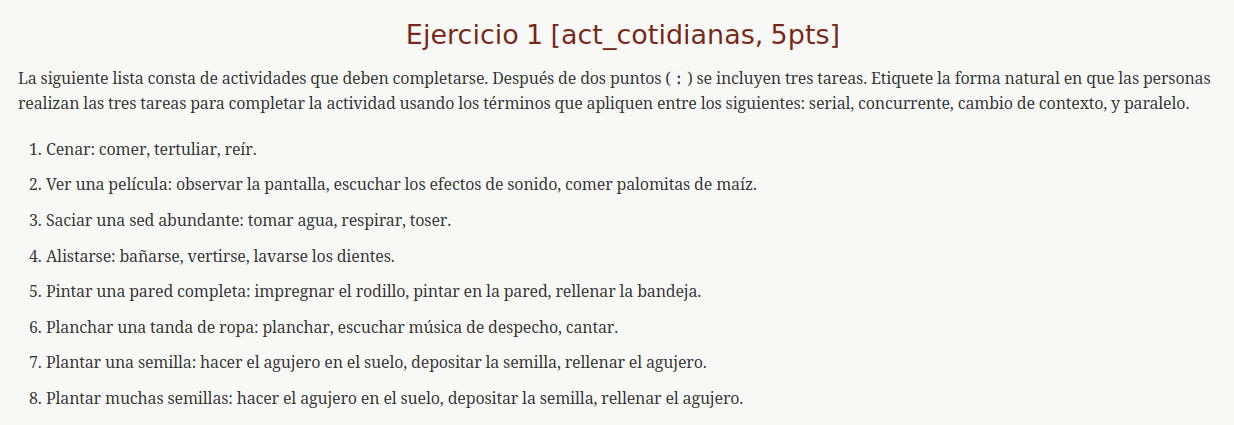 Ejercicio 1 [act_cotidianas, 5pts]
La siguiente lista consta de actividades que deben completarse. Después de dos puntos ( : ) se incluyen tres tareas. Etiquete la forma natural en que las personas
realizan las tres tareas para completar la actividad usando los términos que apliquen entre los siguientes: serial, concurrente, cambio de contexto, y paralelo.
1. Cenar: comer, tertuliar, reír.
2. Ver una película: observar la pantalla, escuchar los efectos de sonido, comer palomitas de maíz.
3. Saciar una sed abundante: tomar agua, respirar, toser.
4. Alistarse: bañarse, vertirse, lavarse los dientes.
5. Pintar una pared completa: impregnar el rodillo, pintar en la pared, rellenar la bandeja.
6. Planchar una tanda de ropa: planchar, escuchar música de despecho, cantar.
7. Plantar una semilla: hacer el agujero en el suelo, depositar la semilla, rellenar el agujero.
8. Plantar muchas semillas: hacer el agujero en el suelo, depositar la semilla, rellenar el agujero.